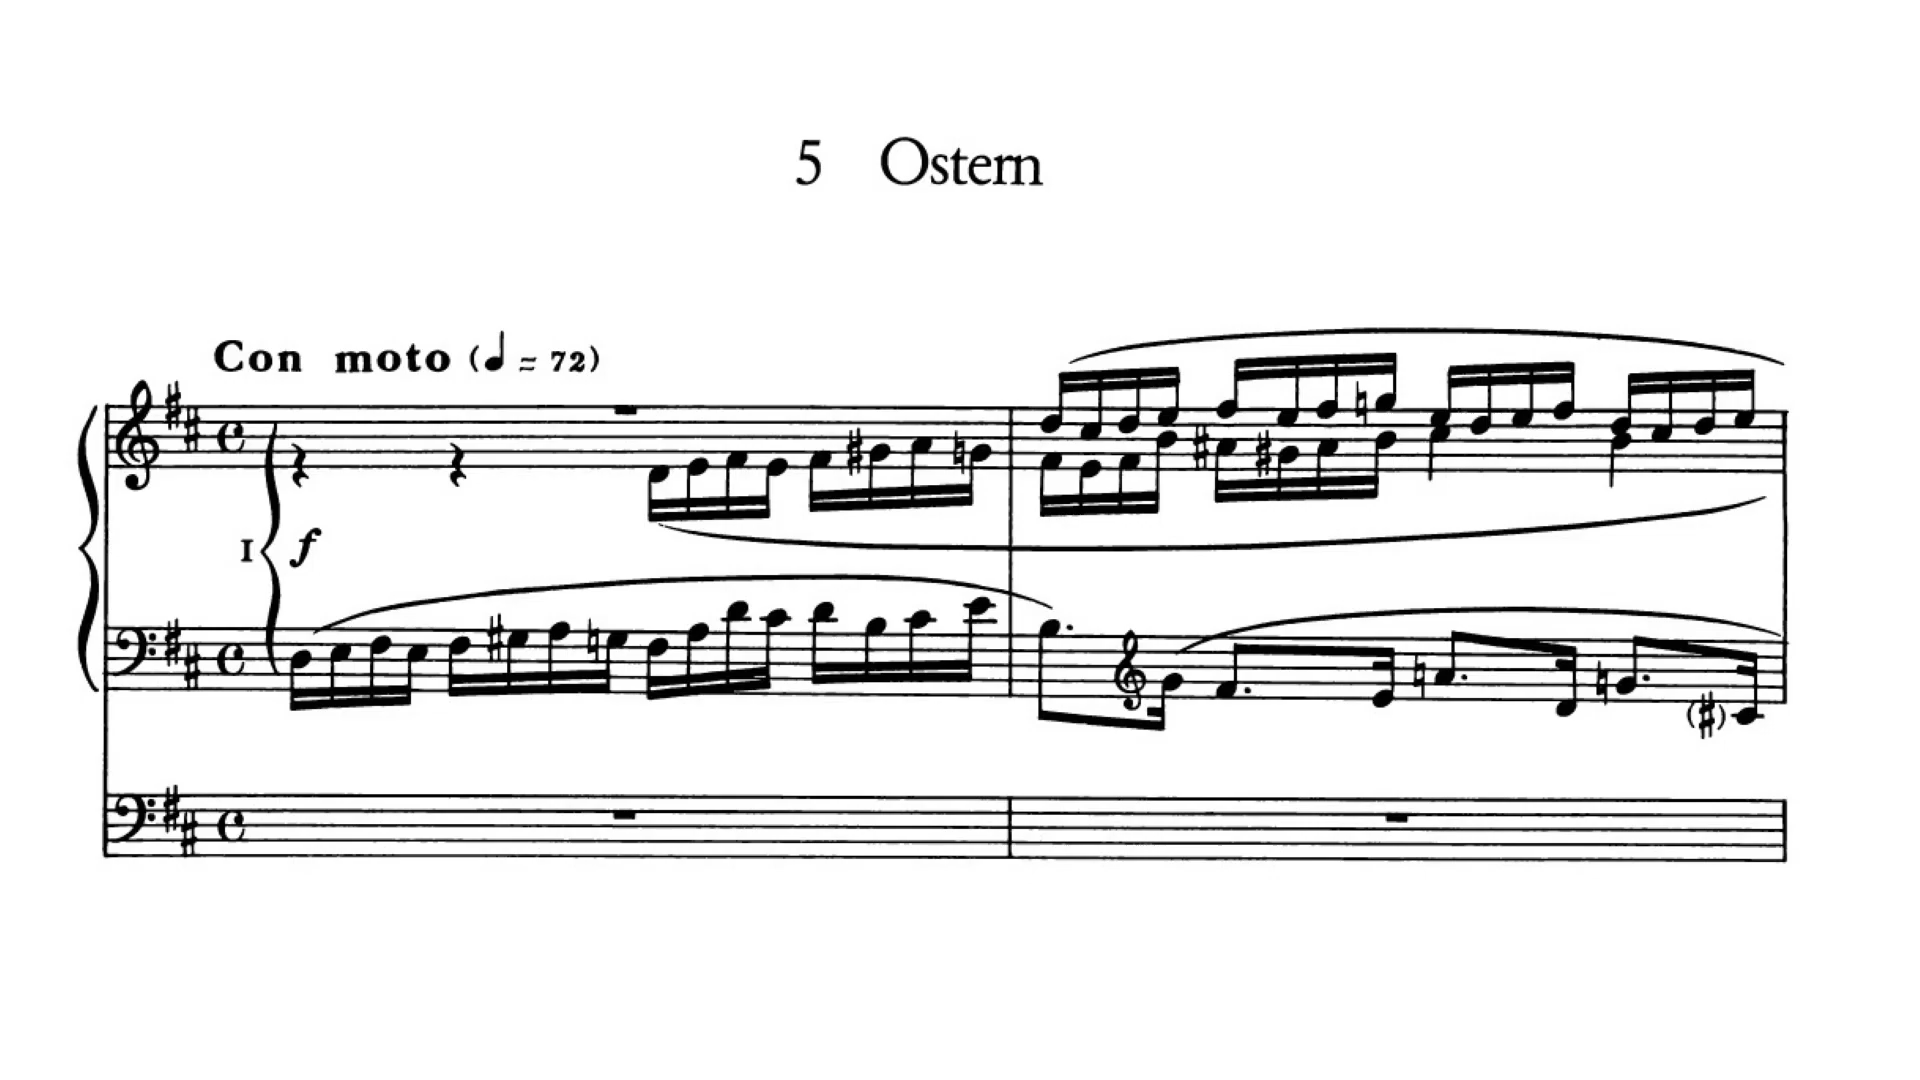 5 Ostern
Con moto (♩ = 72)
I
f